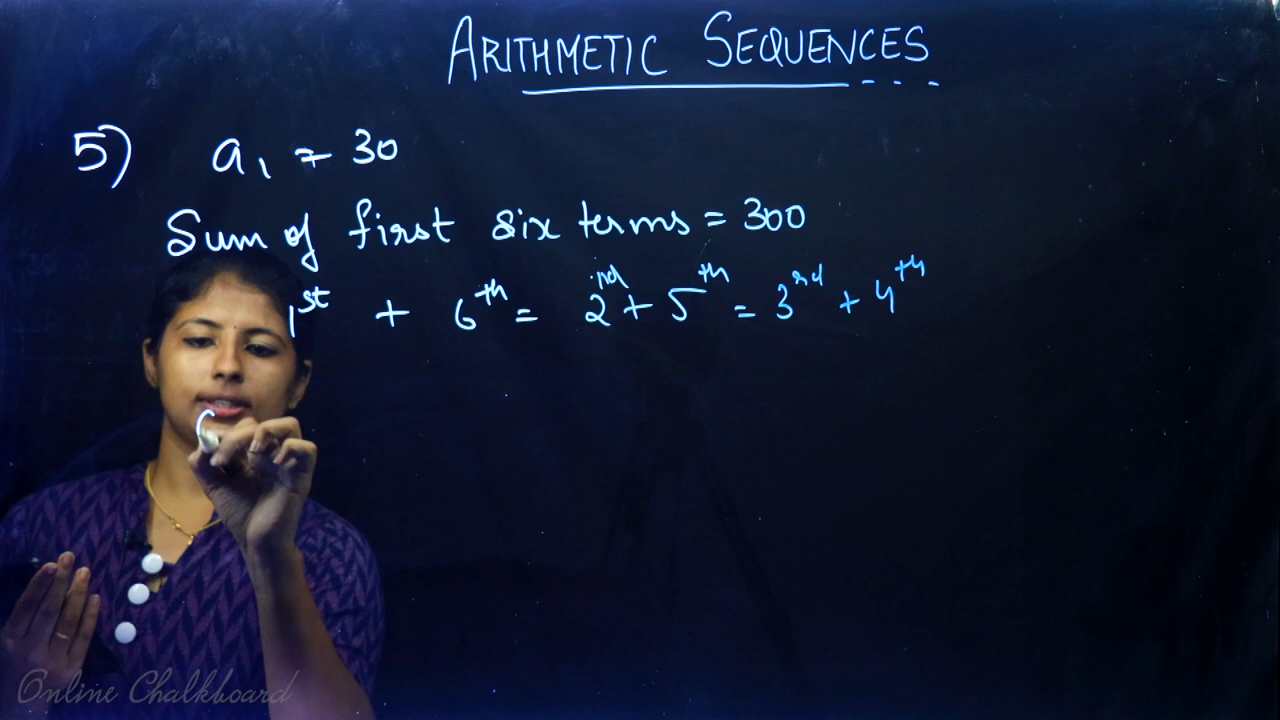 ARITHMETIC SEQUENCES
5) a₁ = 30
Sum of first six terms = 300
1ˢᵗ + 6ᵗʰ = 2ⁿᵈ + 5ᵗʰ = 3ʳᵈ + 4ᵗʰ
Online Chalkboard